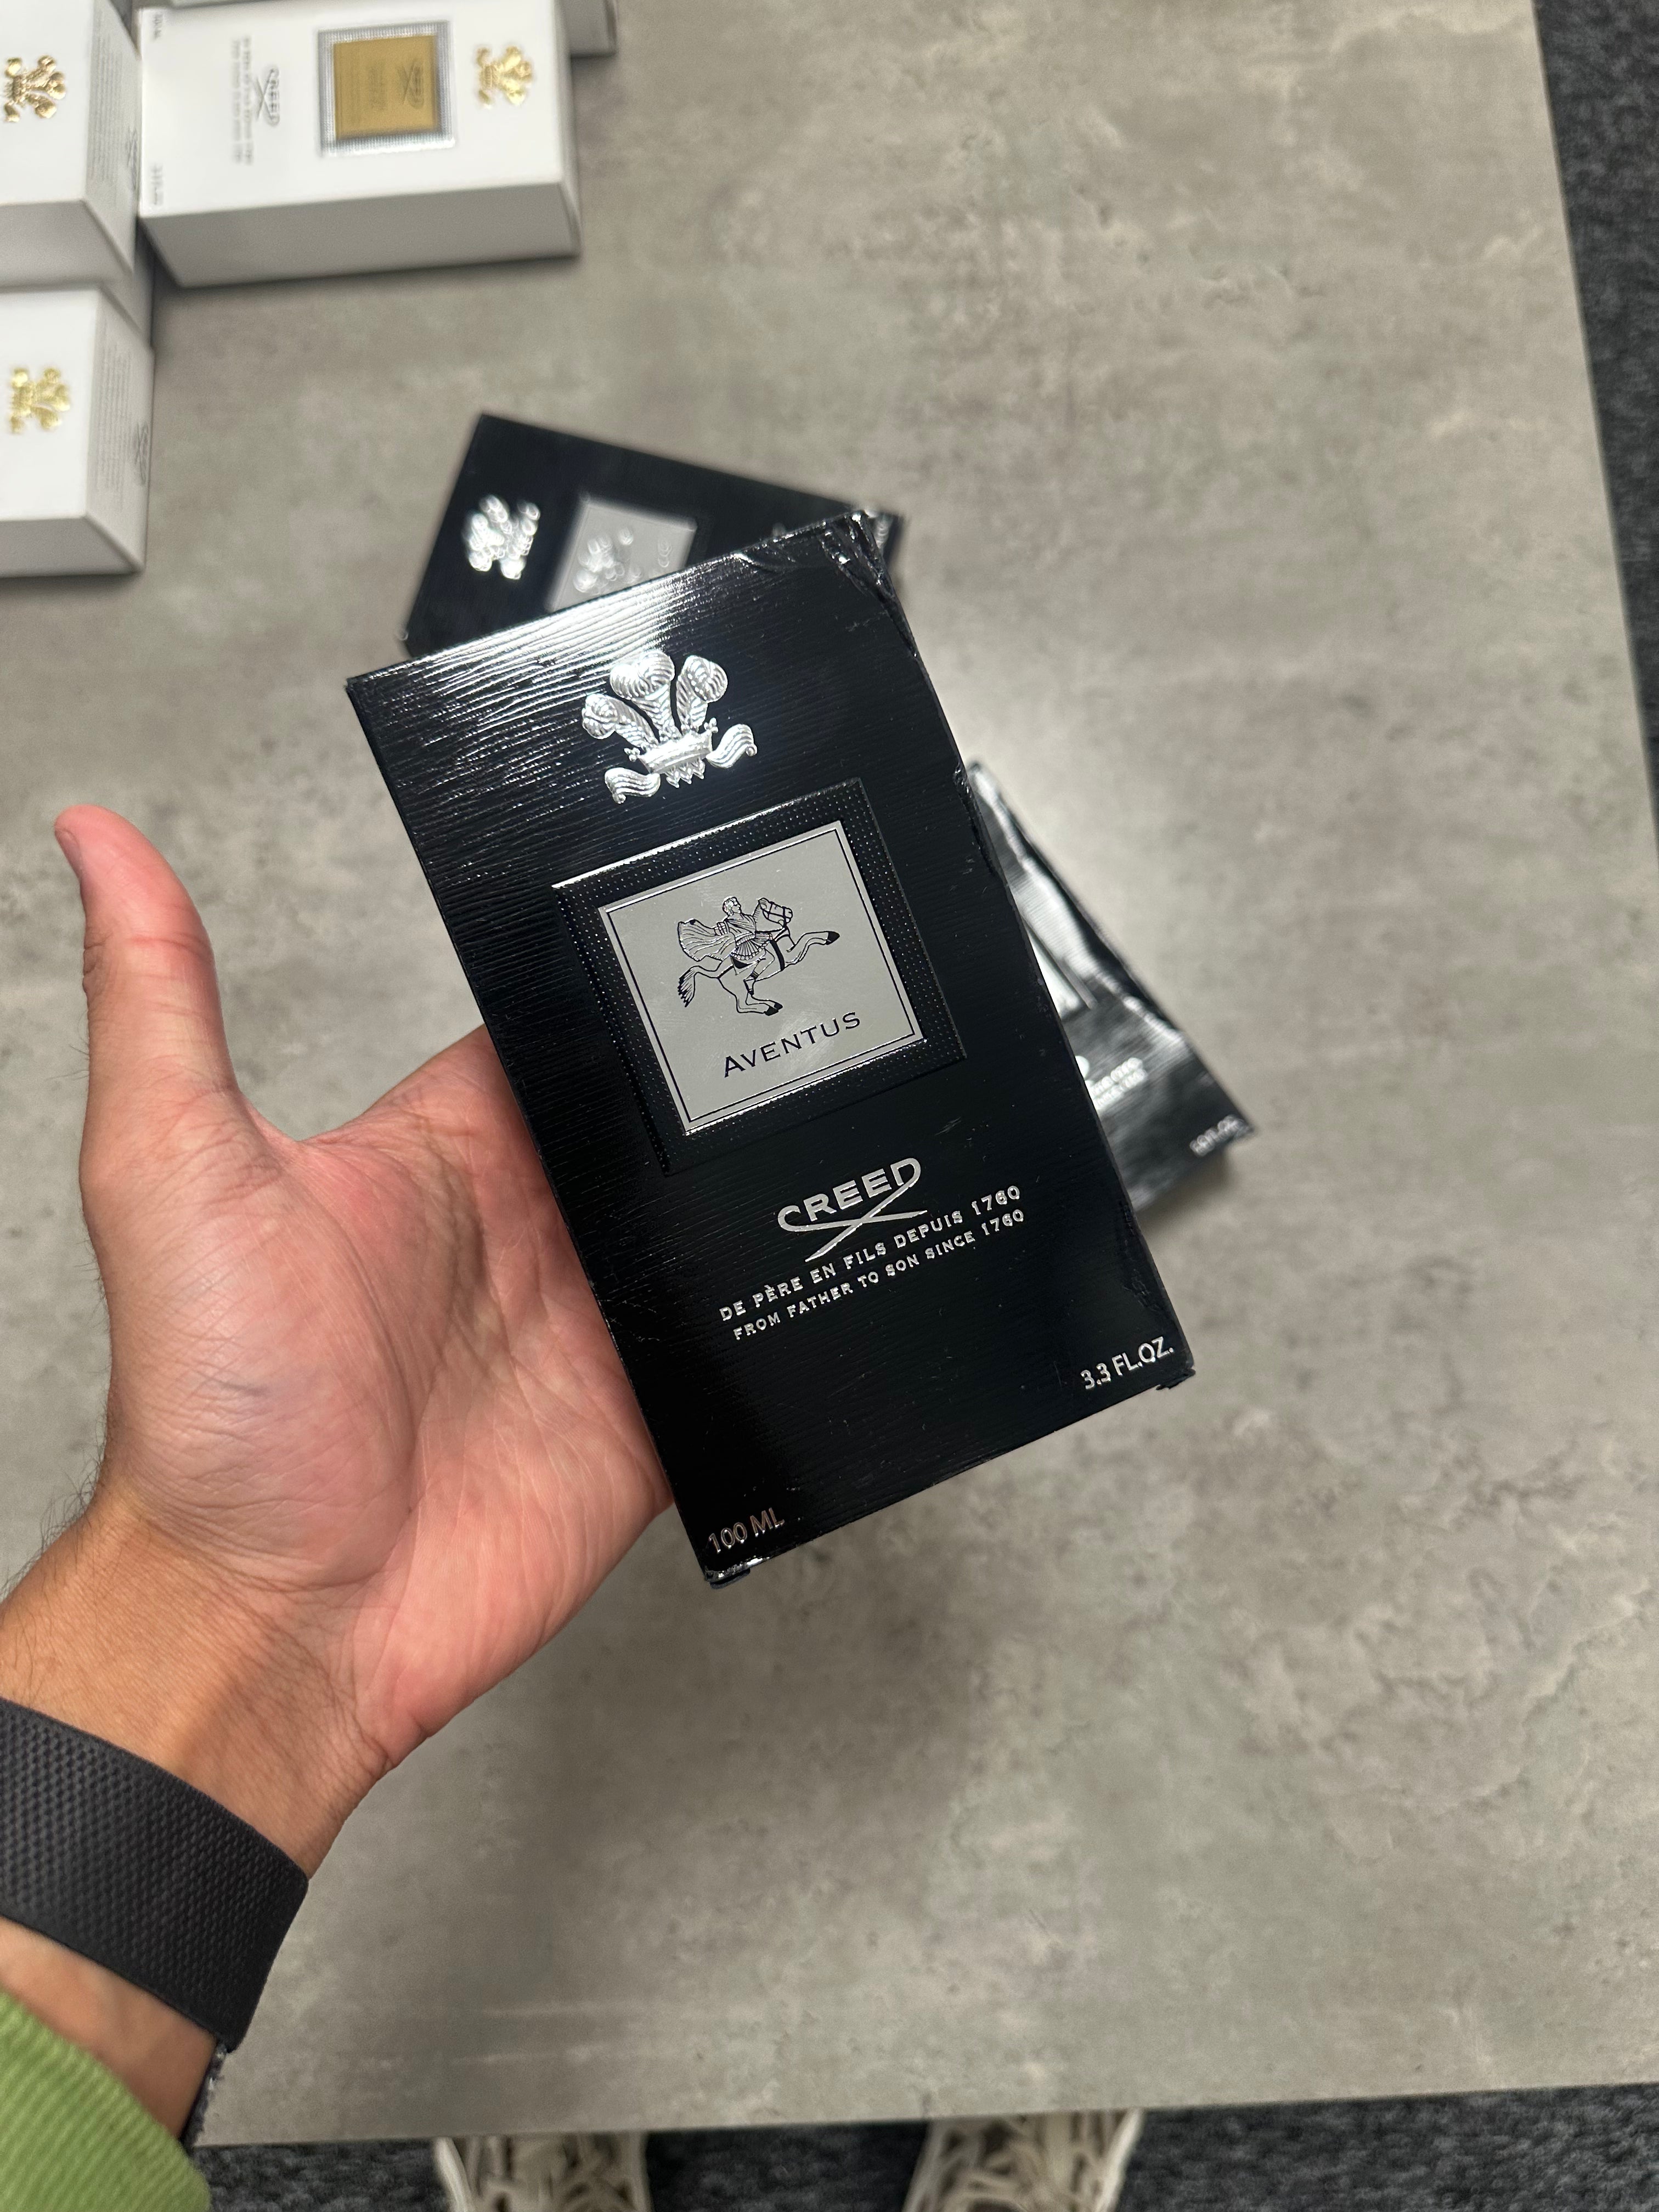 CREED
AVENTUS
CREED
DE PÈRE EN FILS DEPUIS 1760
FROM FATHER TO SON SINCE 1760
100 ML
3.3 FL.OZ.